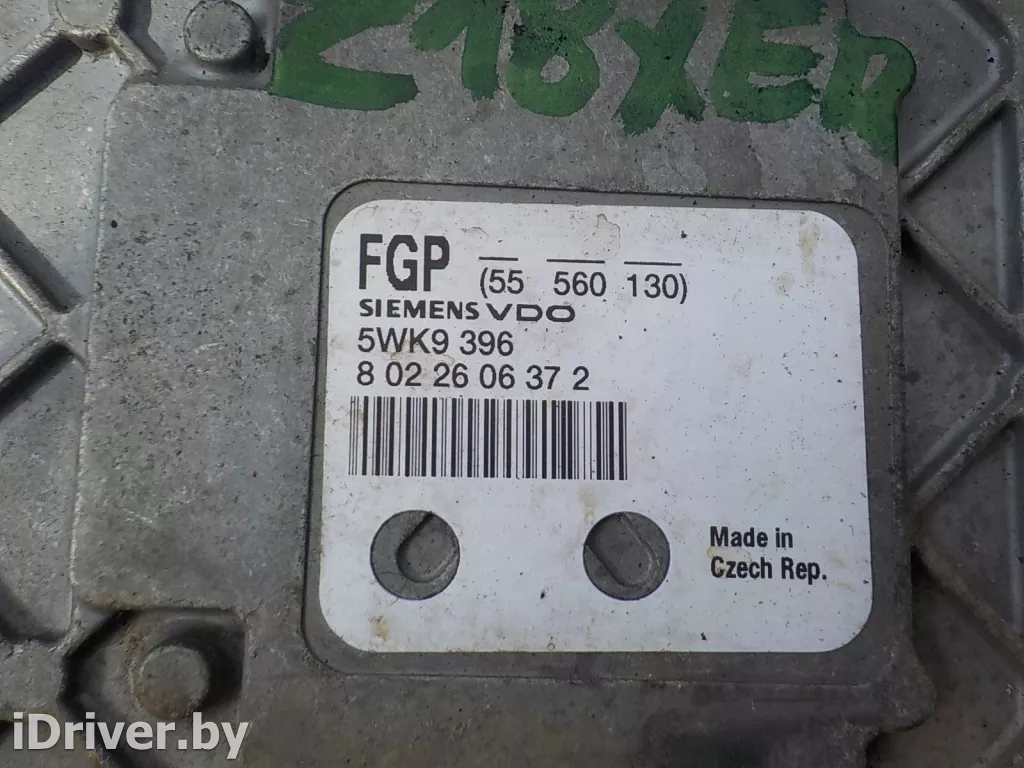 Z18XER
FGP (55 560 130)
SIEMENS VDO
5WK9 396
8 02 26 06 37 2
Made in
Czech Rep.
iDriver.by